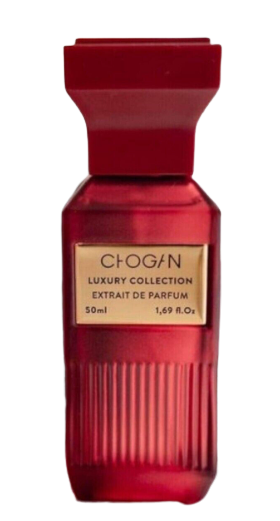 CHOGAN
LUXURY COLLECTION
EXTRAIT DE PARFUM
50ml 1,69 fl.Oz